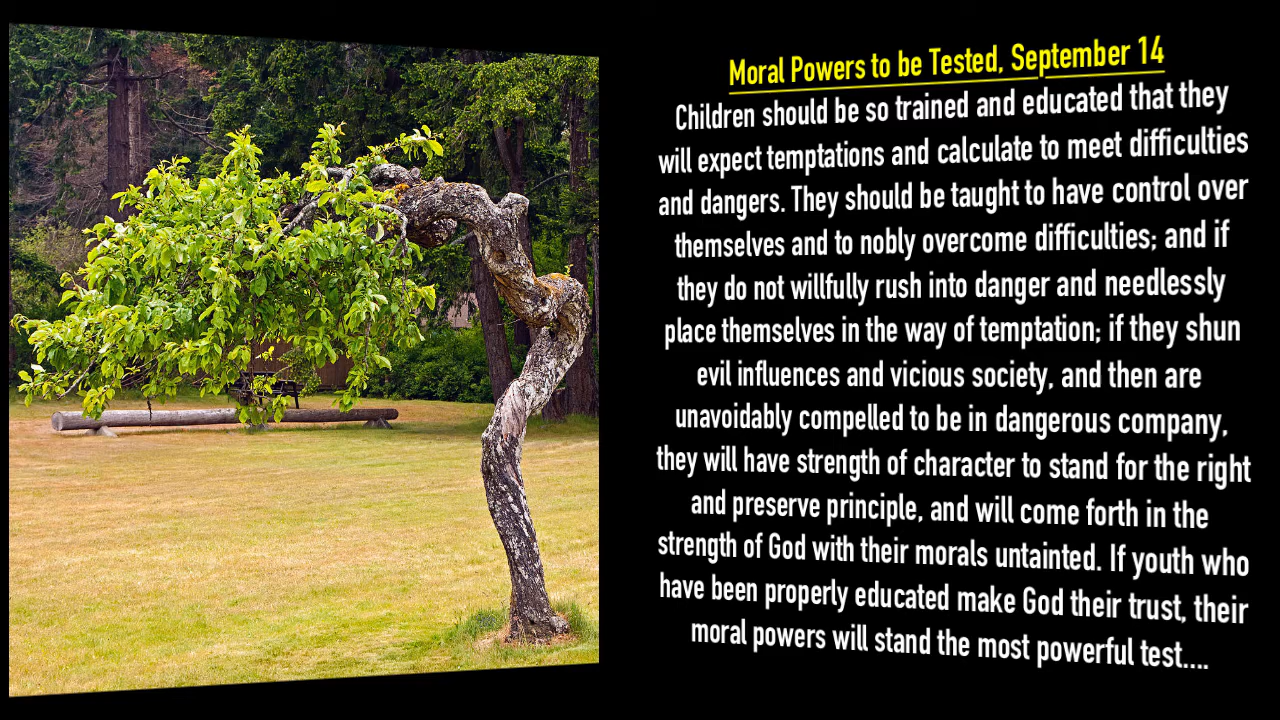 Moral Powers to be Tested, September 14
Children should be so trained and educated that they
will expect temptations and calculate to meet difficulties
and dangers. They should be taught to have control over
themselves and to nobly overcome difficulties; and if
they do not willfully rush into danger and needlessly
place themselves in the way of temptation; if they shun
evil influences and vicious society, and then are
unavoidably compelled to be in dangerous company,
they will have strength of character to stand for the right
and preserve principle, and will come forth in the
strength of God with their morals untainted. If youth who
have been properly educated make God their trust, their
moral powers will stand the most powerful test....